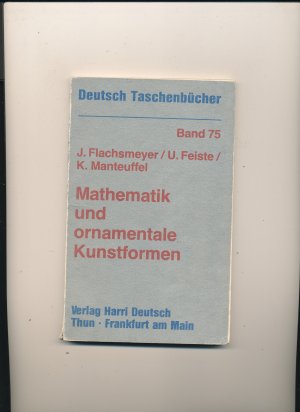 Deutsch Taschenbücher
Band 75
J. Flachsmeyer/U. Feiste/
K. Manteuffel
Mathematik
und
ornamentale
Kunstformen
Verlag Harri Deutsch
Thun · Frankfurt am Main